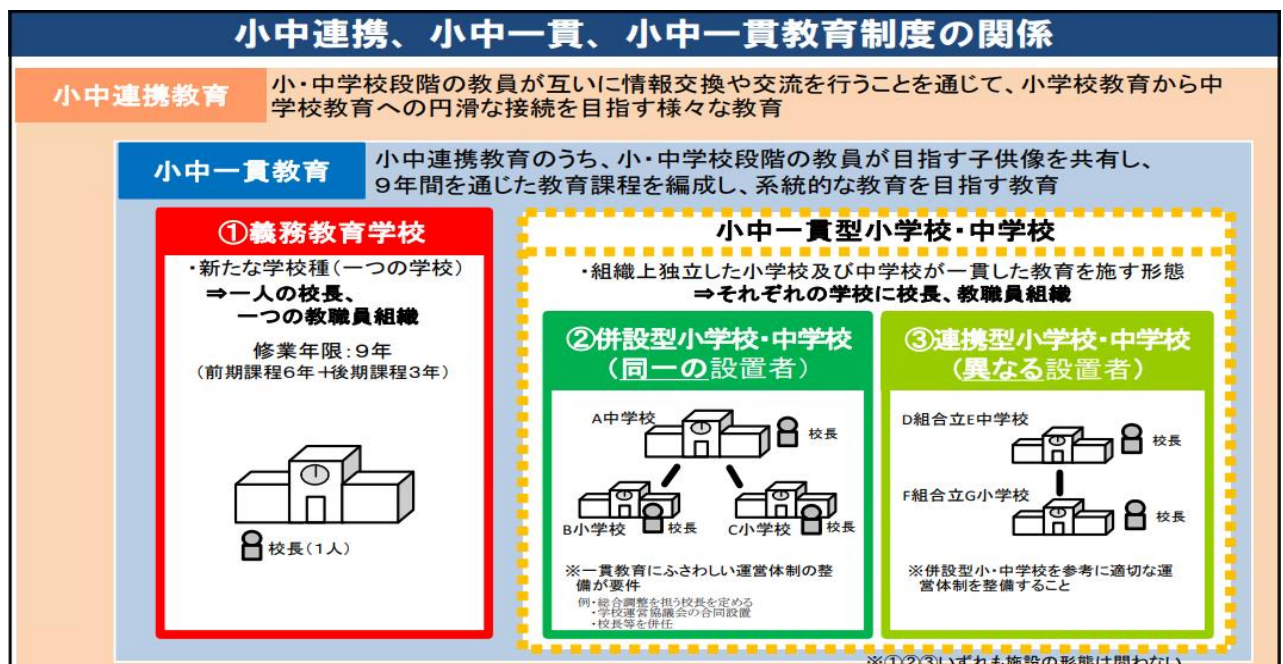 小中連携、小中一貫、小中一貫教育制度の関係
小中連携教育
小・中学校段階の教員が互いに情報交換や交流を行うことを通じて、小学校教育から中
学校教育への円滑な接続を目指す様々な教育
小中一貫教育
小中連携教育のうち、小・中学校段階の教員が目指す子供像を共有し、
9年間を通じた教育課程を編成し、系統的な教育を目指す教育
①義務教育学校
・新たな学校種(一つの学校)
⇒一人の校長、
一つの教職員組織
修業年限:9年
(前期課程6年+後期課程3年)
校長(1人)
小中一貫型小学校・中学校
・組織上独立した小学校及び中学校が一貫した教育を施す形態
⇒それぞれの学校に校長、教職員組織
②併設型小学校・中学校
(同一の設置者)
A中学校
校長
B小学校
校長
C小学校
校長
※一貫教育にふさわしい運営体制の整
備が要件
例・総合調整を担う校長を定める
・学校運営協議会の合同設置
・校長等を併任
③連携型小学校・中学校
(異なる設置者)
D組合立E中学校
校長
F組合立G小学校
校長
※併設型小・中学校を参考に適切な運
営体制を整備すること
※①②③いずれも施設の形態は問わない